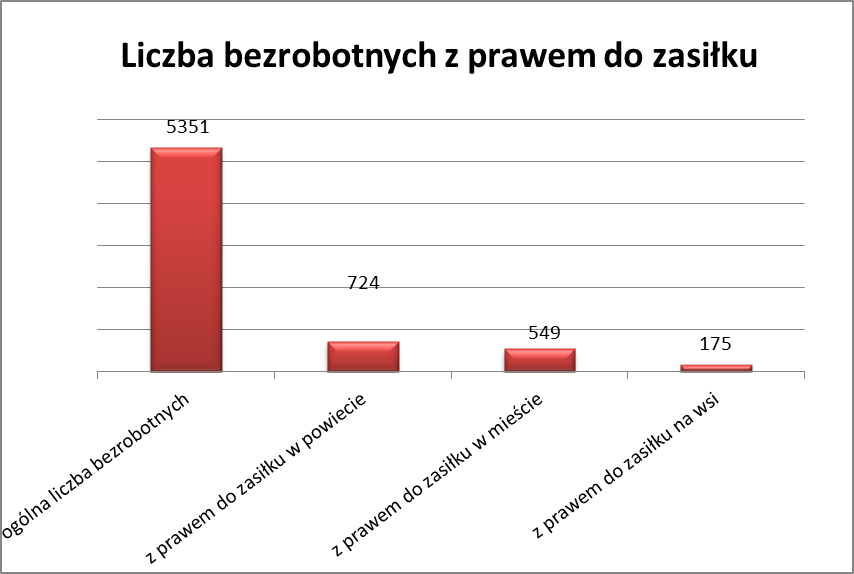 Liczba bezrobotnych z prawem do zasiłku
5351
724
549
175
ogólna liczba bezrobotnych
z prawem do zasiłku w powiecie
z prawem do zasiłku w mieście
z prawem do zasiłku na wsi